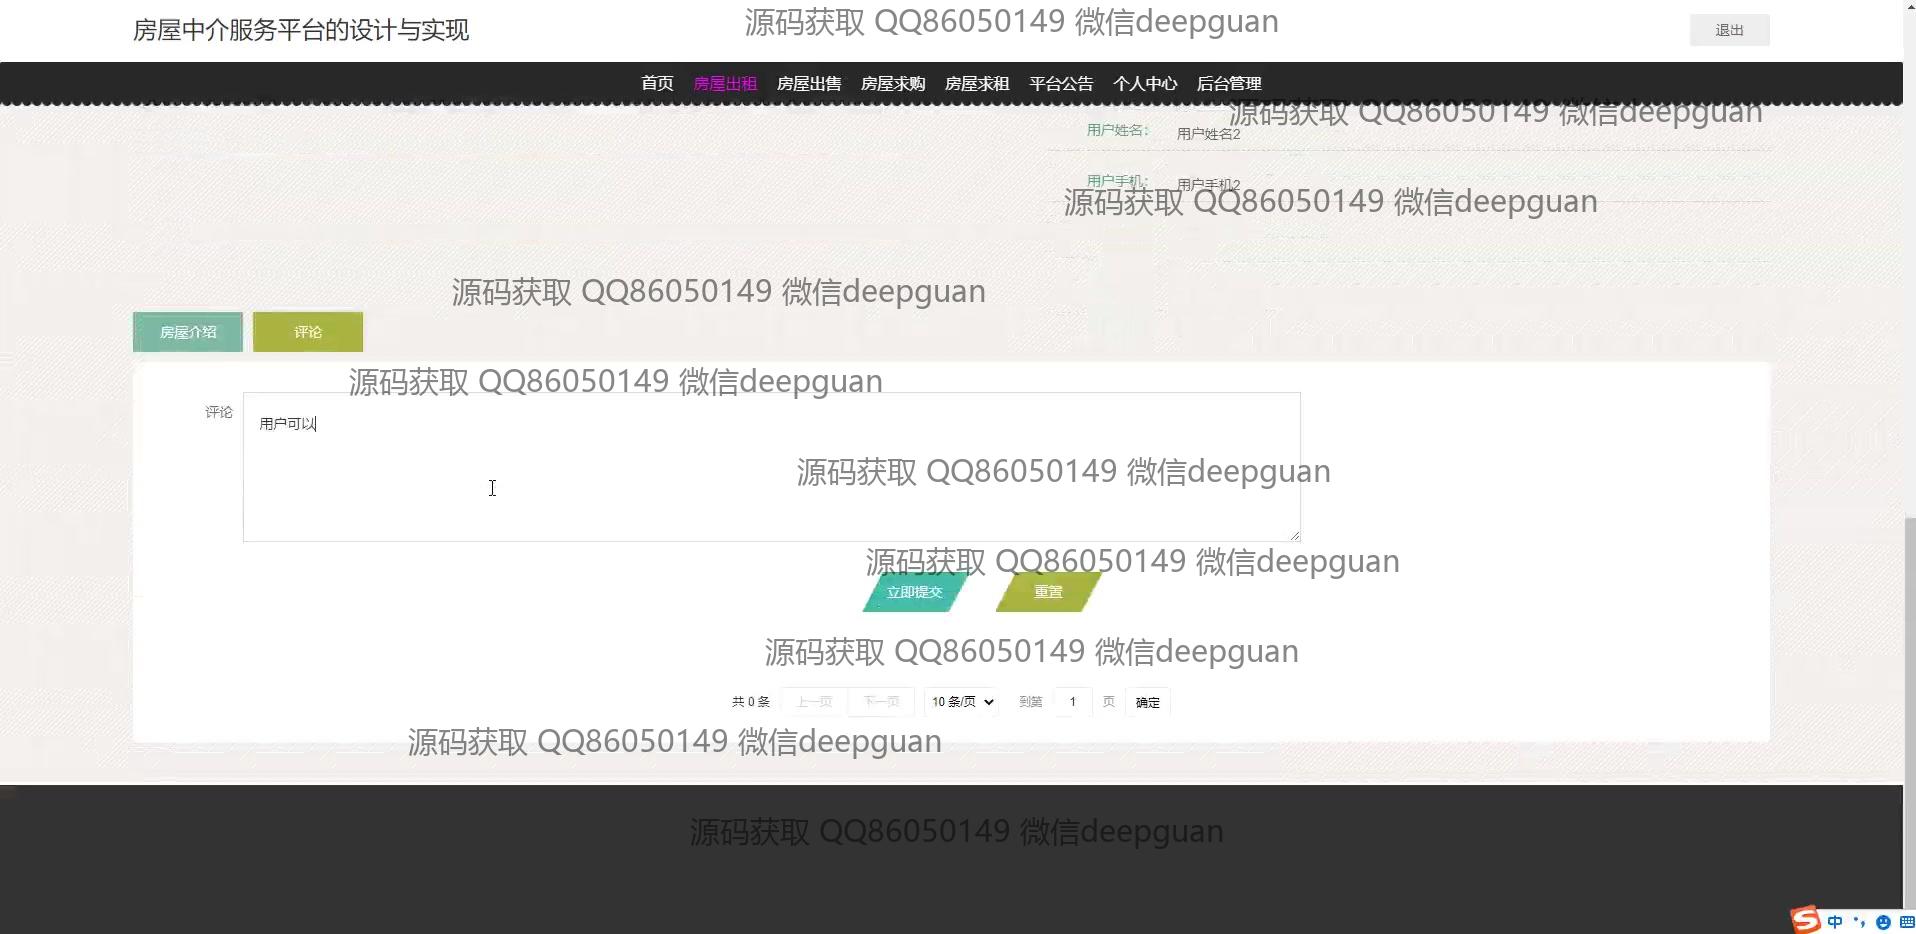 房屋中介服务平台的设计与实现
源码获取 QQ86050149 微信deepguan
退出
首页 房屋出租 房屋出售 房屋求购 房屋求租 平台公告 个人中心 后台管理
源码获取 QQ86050149 微信deepguan
用户姓名： 用户姓名2
用户手机： 用户手机2
源码获取 QQ86050149 微信deepguan
源码获取 QQ86050149 微信deepguan
房屋介绍 评论
源码获取 QQ86050149 微信deepguan
评论 用户可以
源码获取 QQ86050149 微信deepguan
源码获取 QQ86050149 微信deepguan
立即提交 重置
源码获取 QQ86050149 微信deepguan
共 0 条 上一页 下一页 10 条/页 到第 1 页 确定
源码获取 QQ86050149 微信deepguan
源码获取 QQ86050149 微信deepguan
S 中